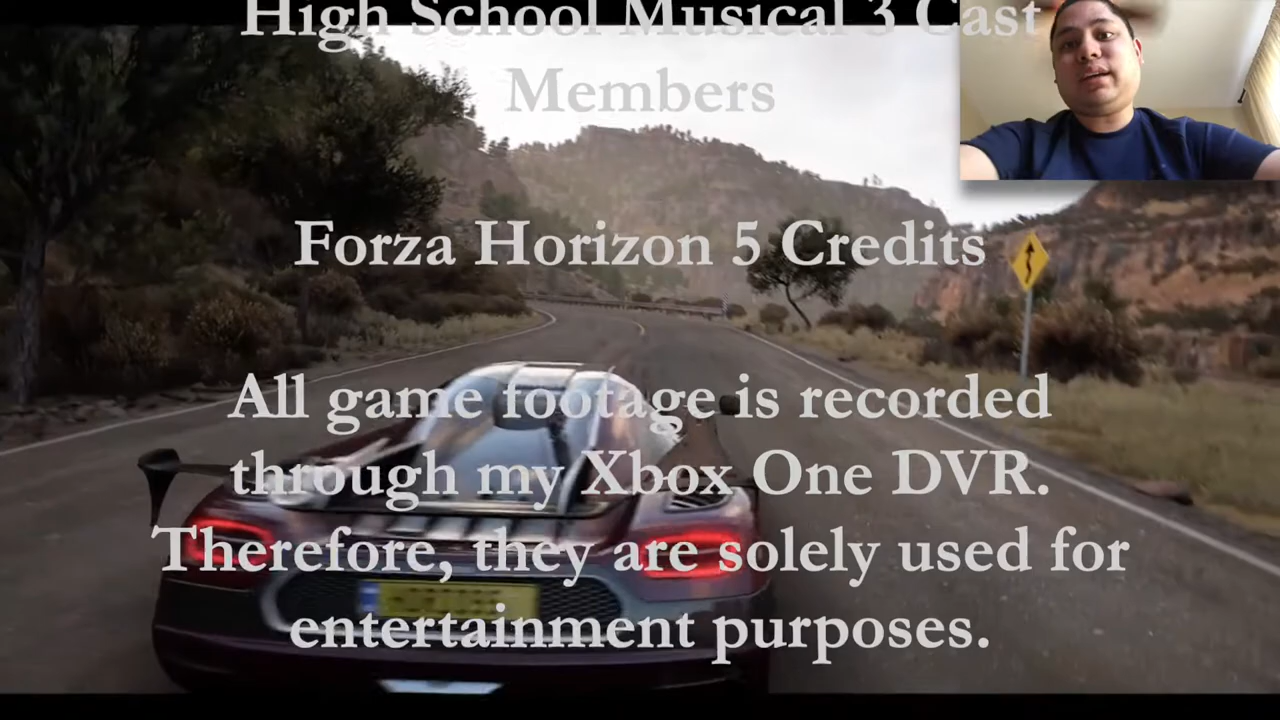 High School Musical 3 Cast
Members
Forza Horizon 5 Credits
All game footage is recorded
through my Xbox One DVR.
Therefore, they are solely used for
entertainment purposes.